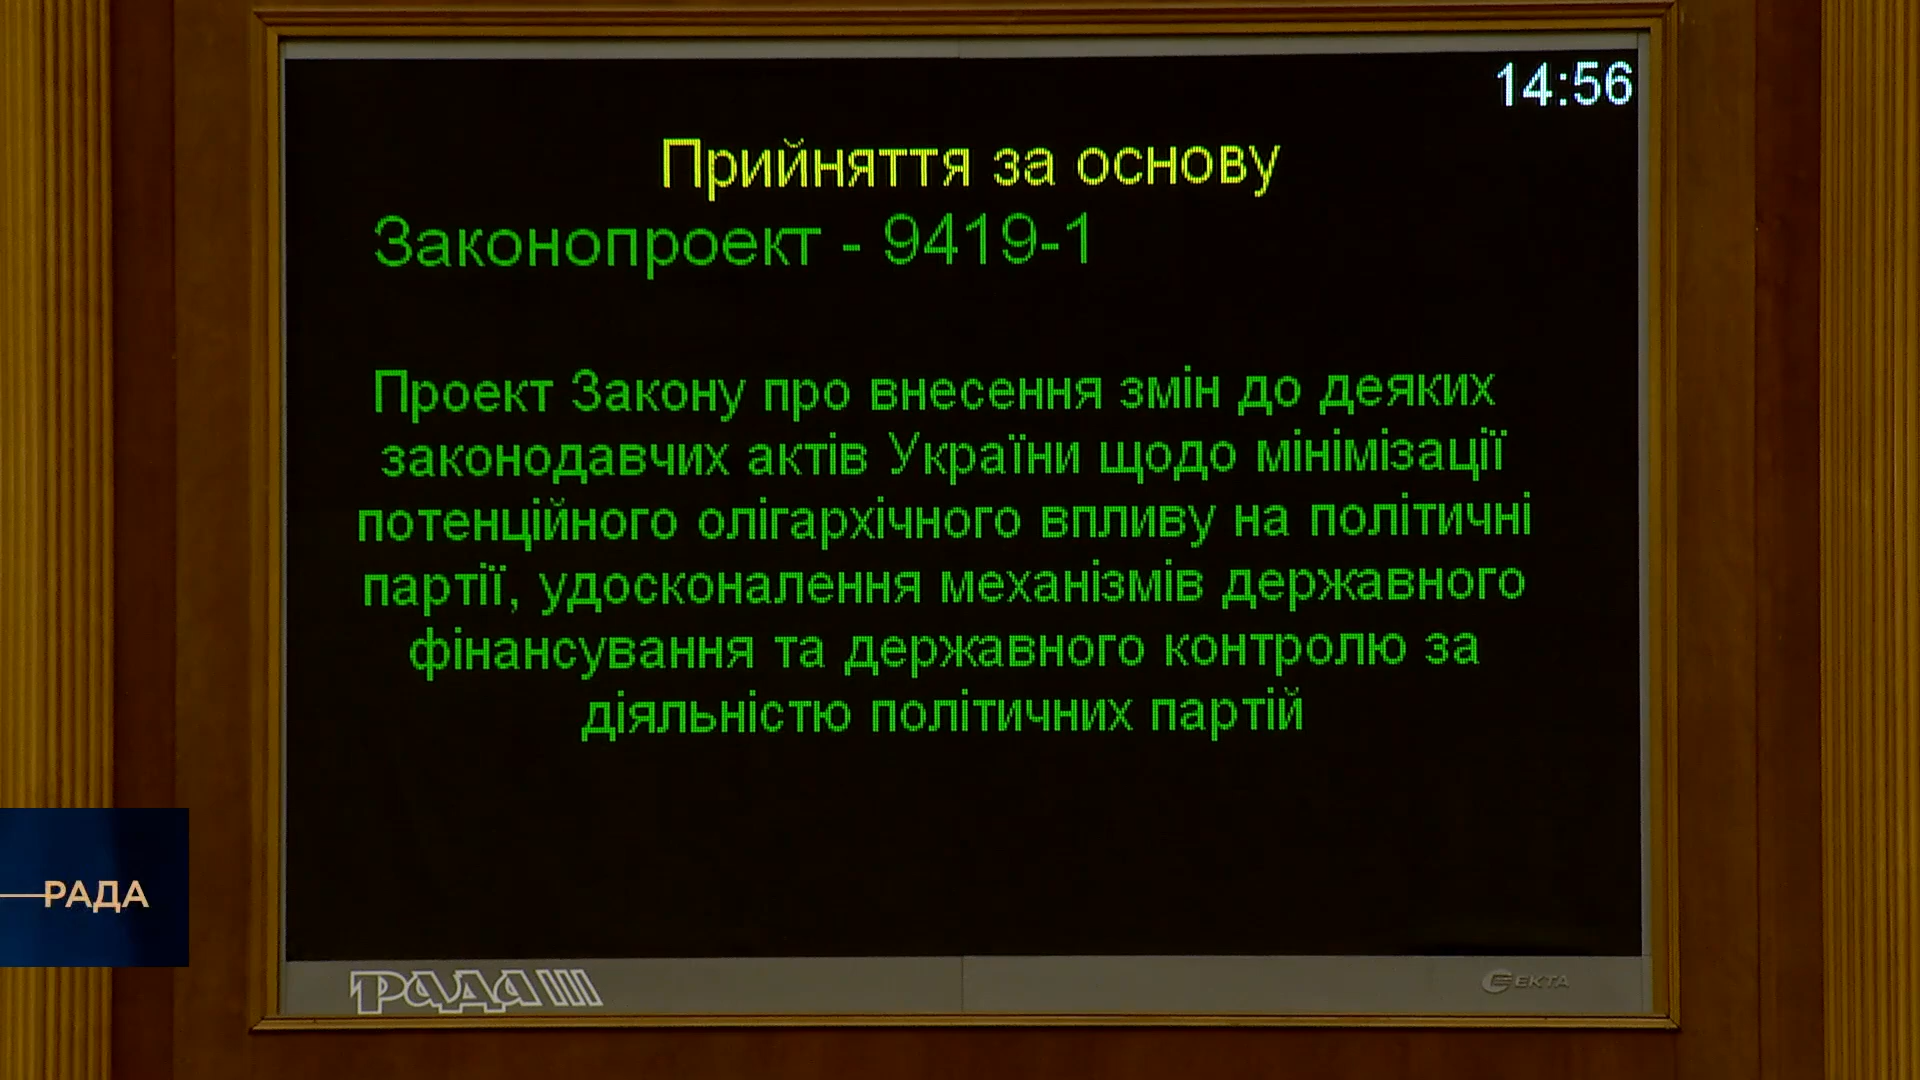 14:56
Прийняття за основу
Законопроект - 9419-1
Проект Закону про внесення змін до деяких
законодавчих актів України щодо мінімізації
потенційного олігархічного впливу на політичні
партії, удосконалення механізмів державного
фінансування та державного контролю за
діяльністю політичних партій
РАДА
РАДА III
ЕКТА